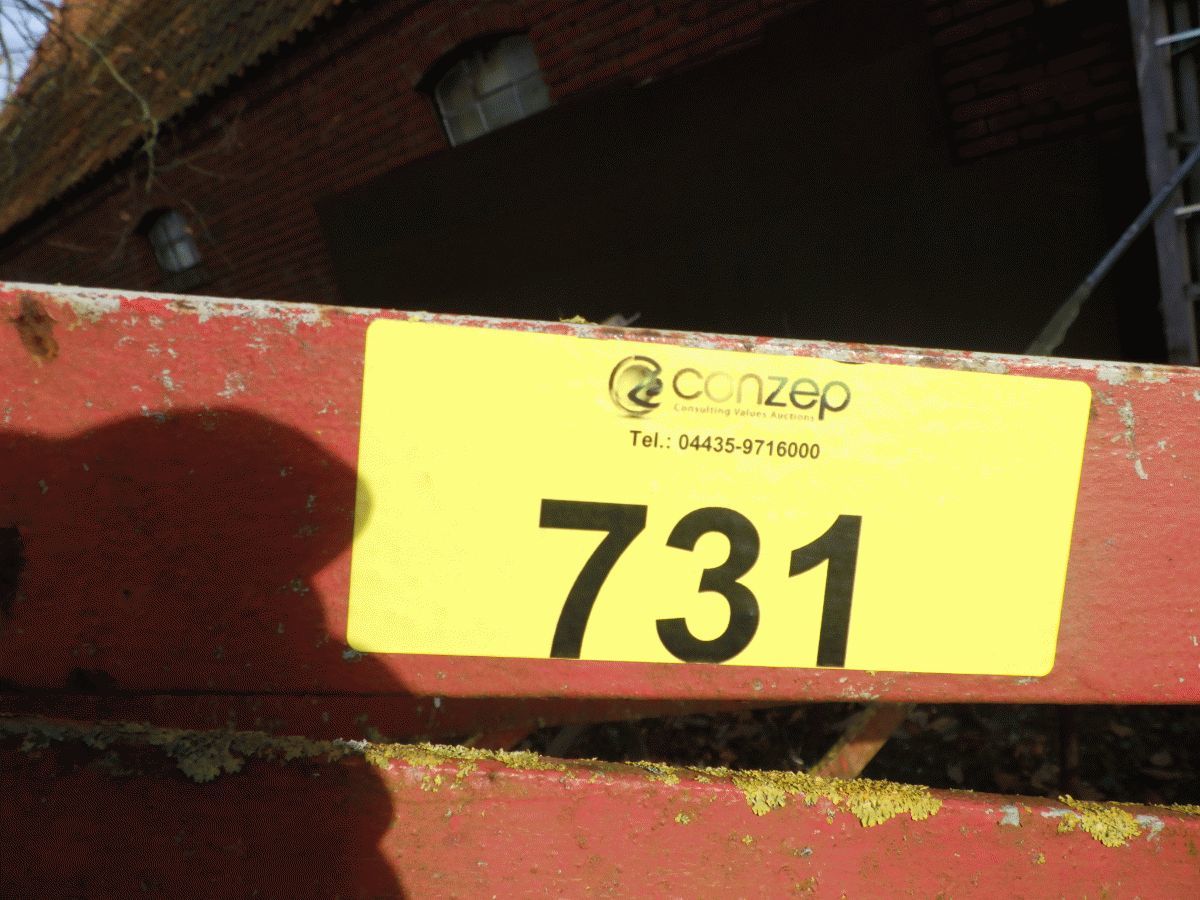 conzep
Consulting Values Auctions
Tel.: 04435-9716000
731